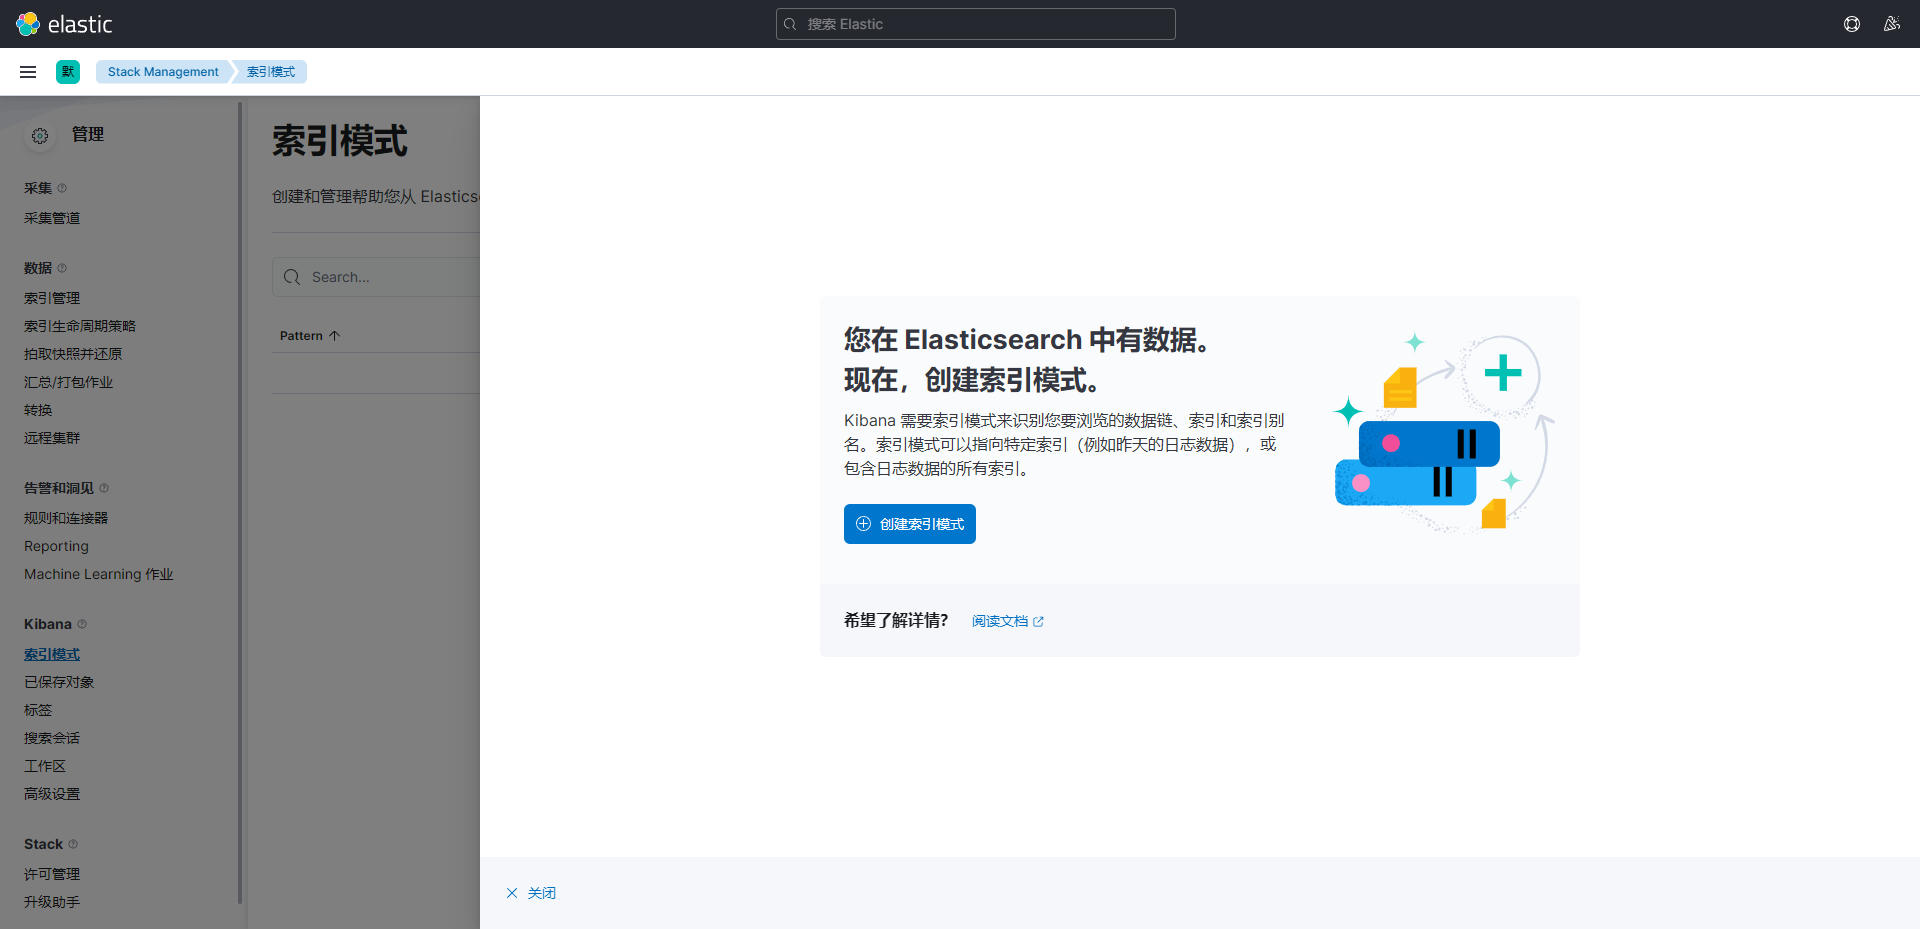 elastic
搜索 Elastic
默
Stack Management
索引模式
管理
采集
采集管道
数据
索引管理
索引生命周期策略
拍取快照并还原
汇总/打包作业
转换
远程集群
告警和洞见
规则和连接器
Reporting
Machine Learning 作业
Kibana
索引模式
已保存对象
标签
搜索会话
工作区
高级设置
Stack
许可管理
升级助手
索引模式
创建和管理帮助您从 Elastics
Search...
Pattern
您在 Elasticsearch 中有数据。
现在，创建索引模式。
Kibana 需要索引模式来识别您要浏览的数据链、索引和索引别
名。索引模式可以指向特定索引（例如昨天的日志数据），或
包含日志数据的所有索引。
创建索引模式
希望了解详情?
阅读文档
关闭